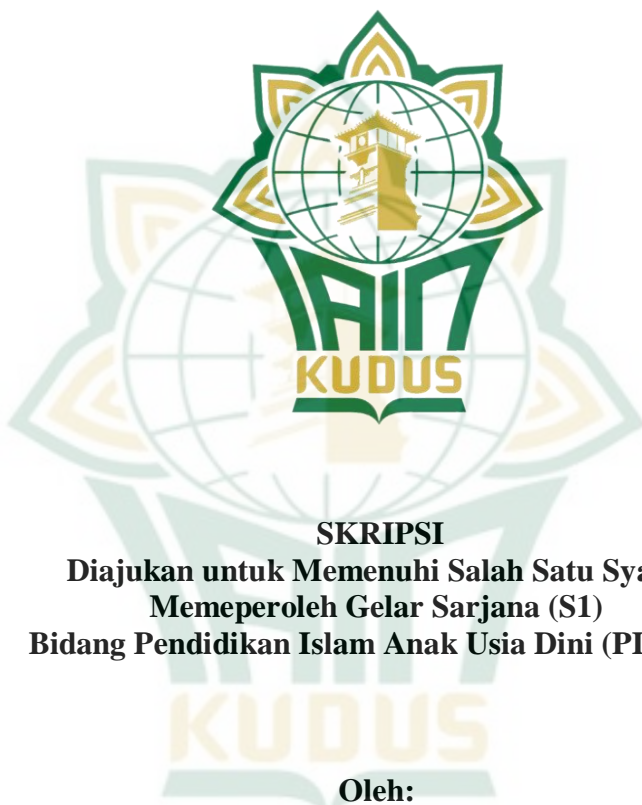 IAIN
KUDUS
SKRIPSI
Diajukan untuk Memenuhi Salah Satu
Memeperoleh Gelar Sarjana (S1)
Bidang Pendidikan Islam Anak Usia Dini
KUDUS
Oleh: